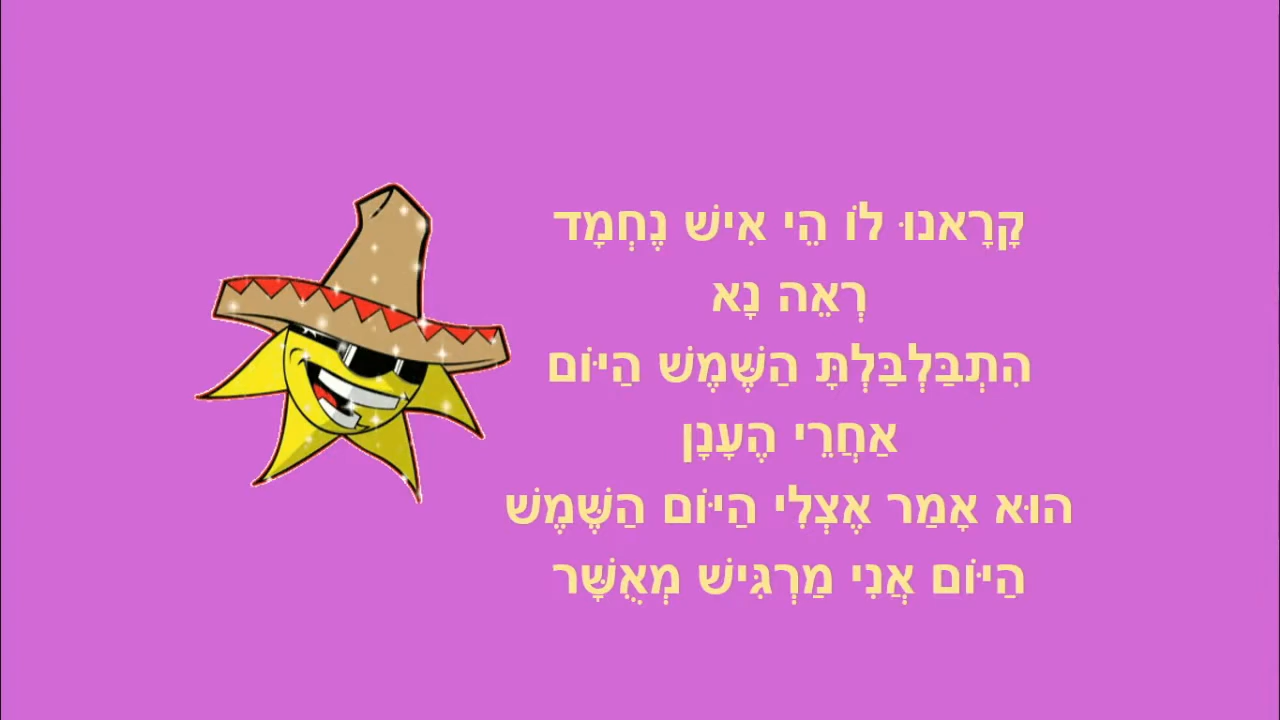 קָרָאנוּ לוֹ הֵי אִישׁ נֶחְמָד
רְאֵה נָא
הִתְבַּלְבַּלְתָּ הַשֶּׁמֶשׁ הַיּוֹם
אַחֲרֵי הֶעָנָן
הוּא אָמַר אֶצְלִי הַיּוֹם הַשֶּׁמֶשׁ
הַיּוֹם אֲנִי מַרְגִּישׁ מְאֻשָּׁר